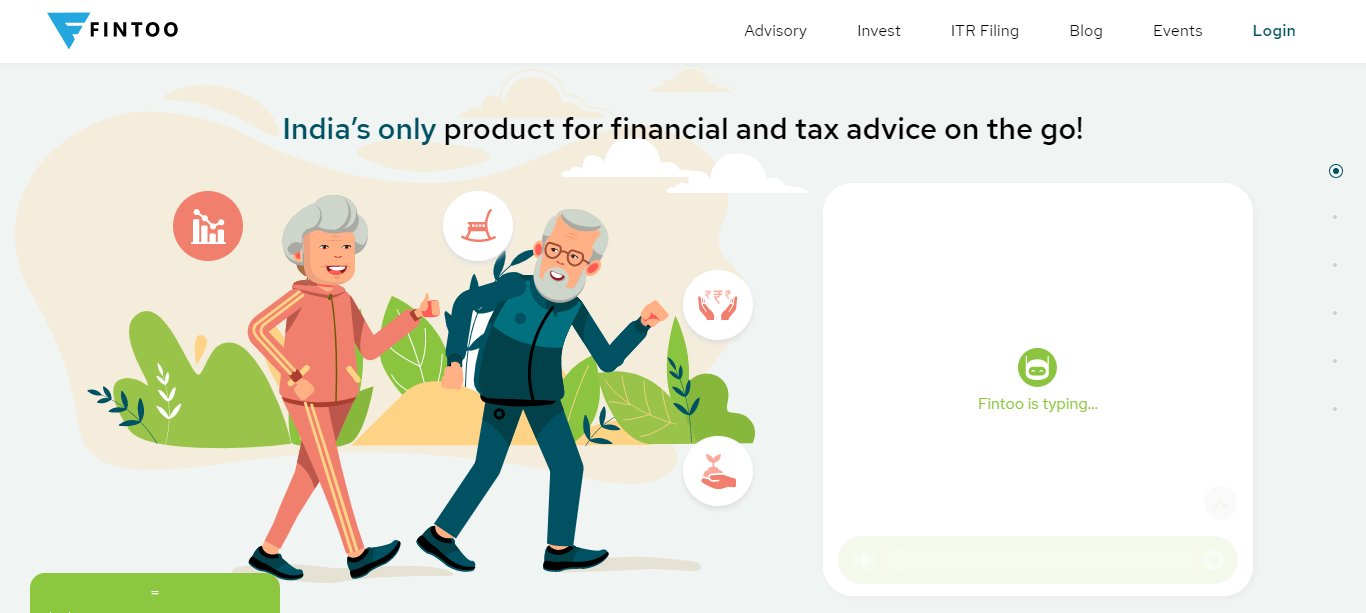 FINTOO
Advisory Invest ITR Filing Blog Events Login
India's only product for financial and tax advice on the go!
₹₹₹
Fintoo is typing...
=